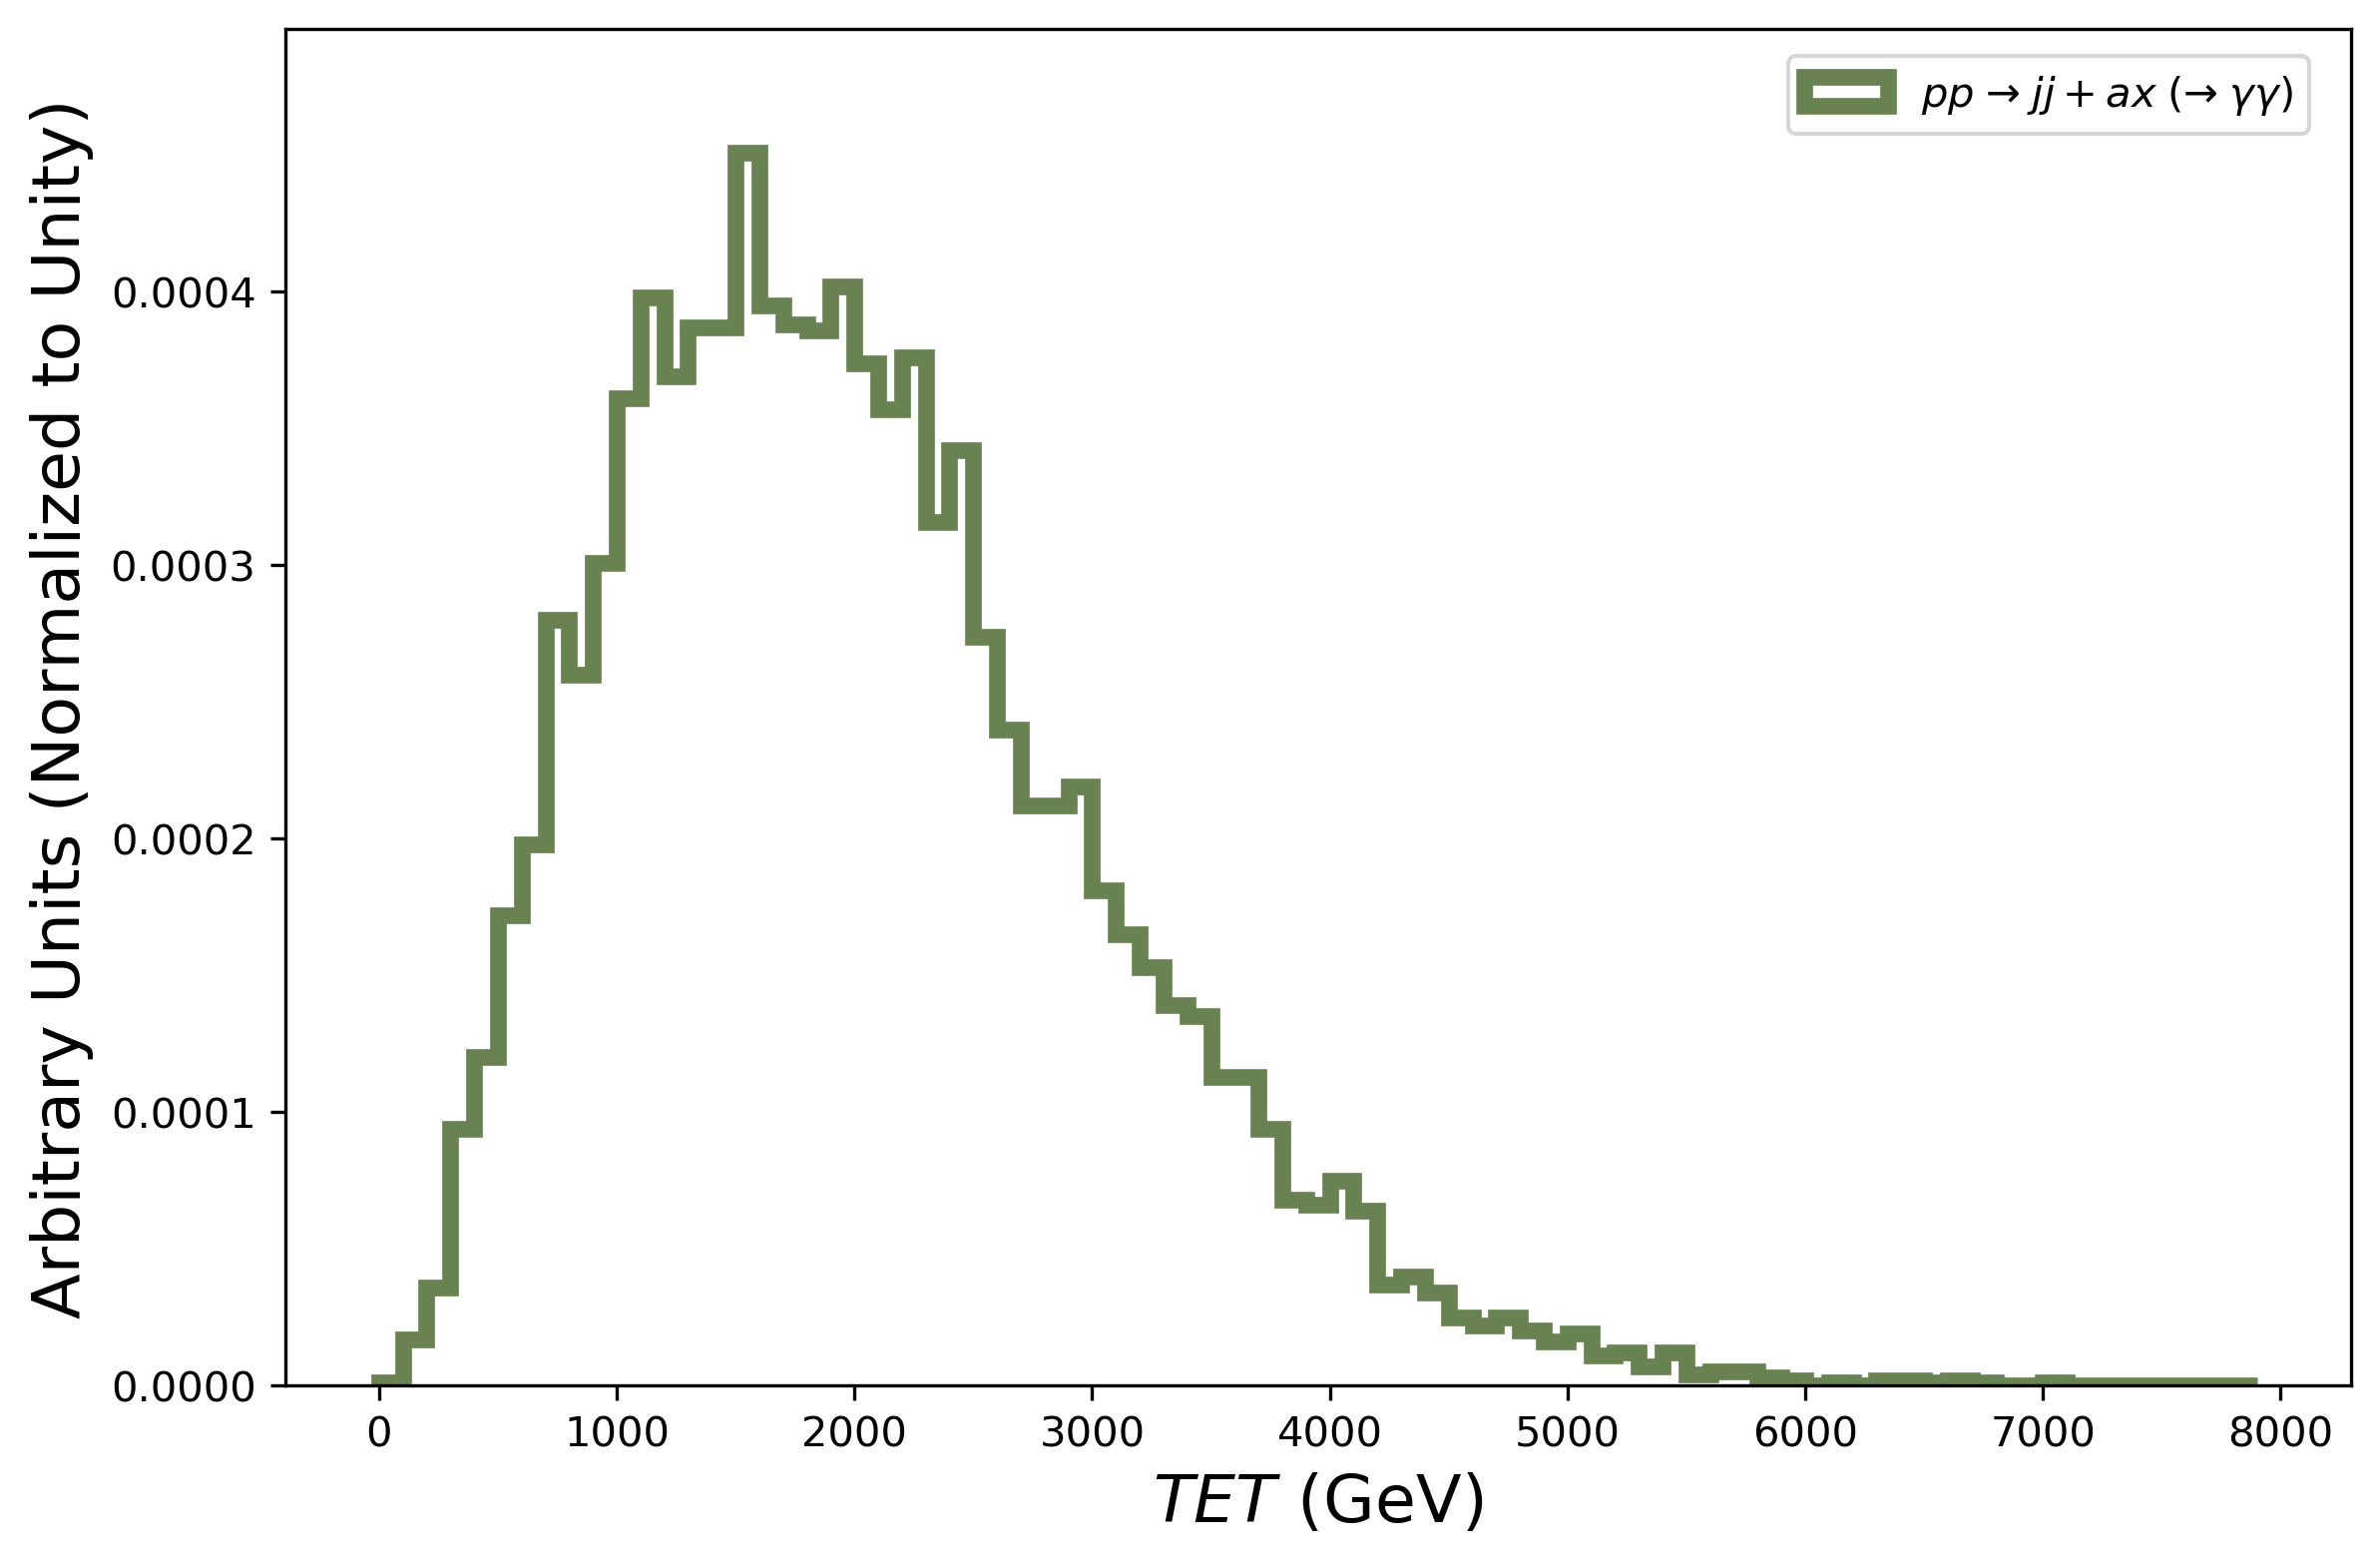 pp → jj + ax (→ γγ)
Arbitrary Units (Normalized to Unity)
0.0004
0.0003
0.0002
0.0001
0.0000
0 1000 2000 3000 4000 5000 6000 7000 8000
TET (GeV)